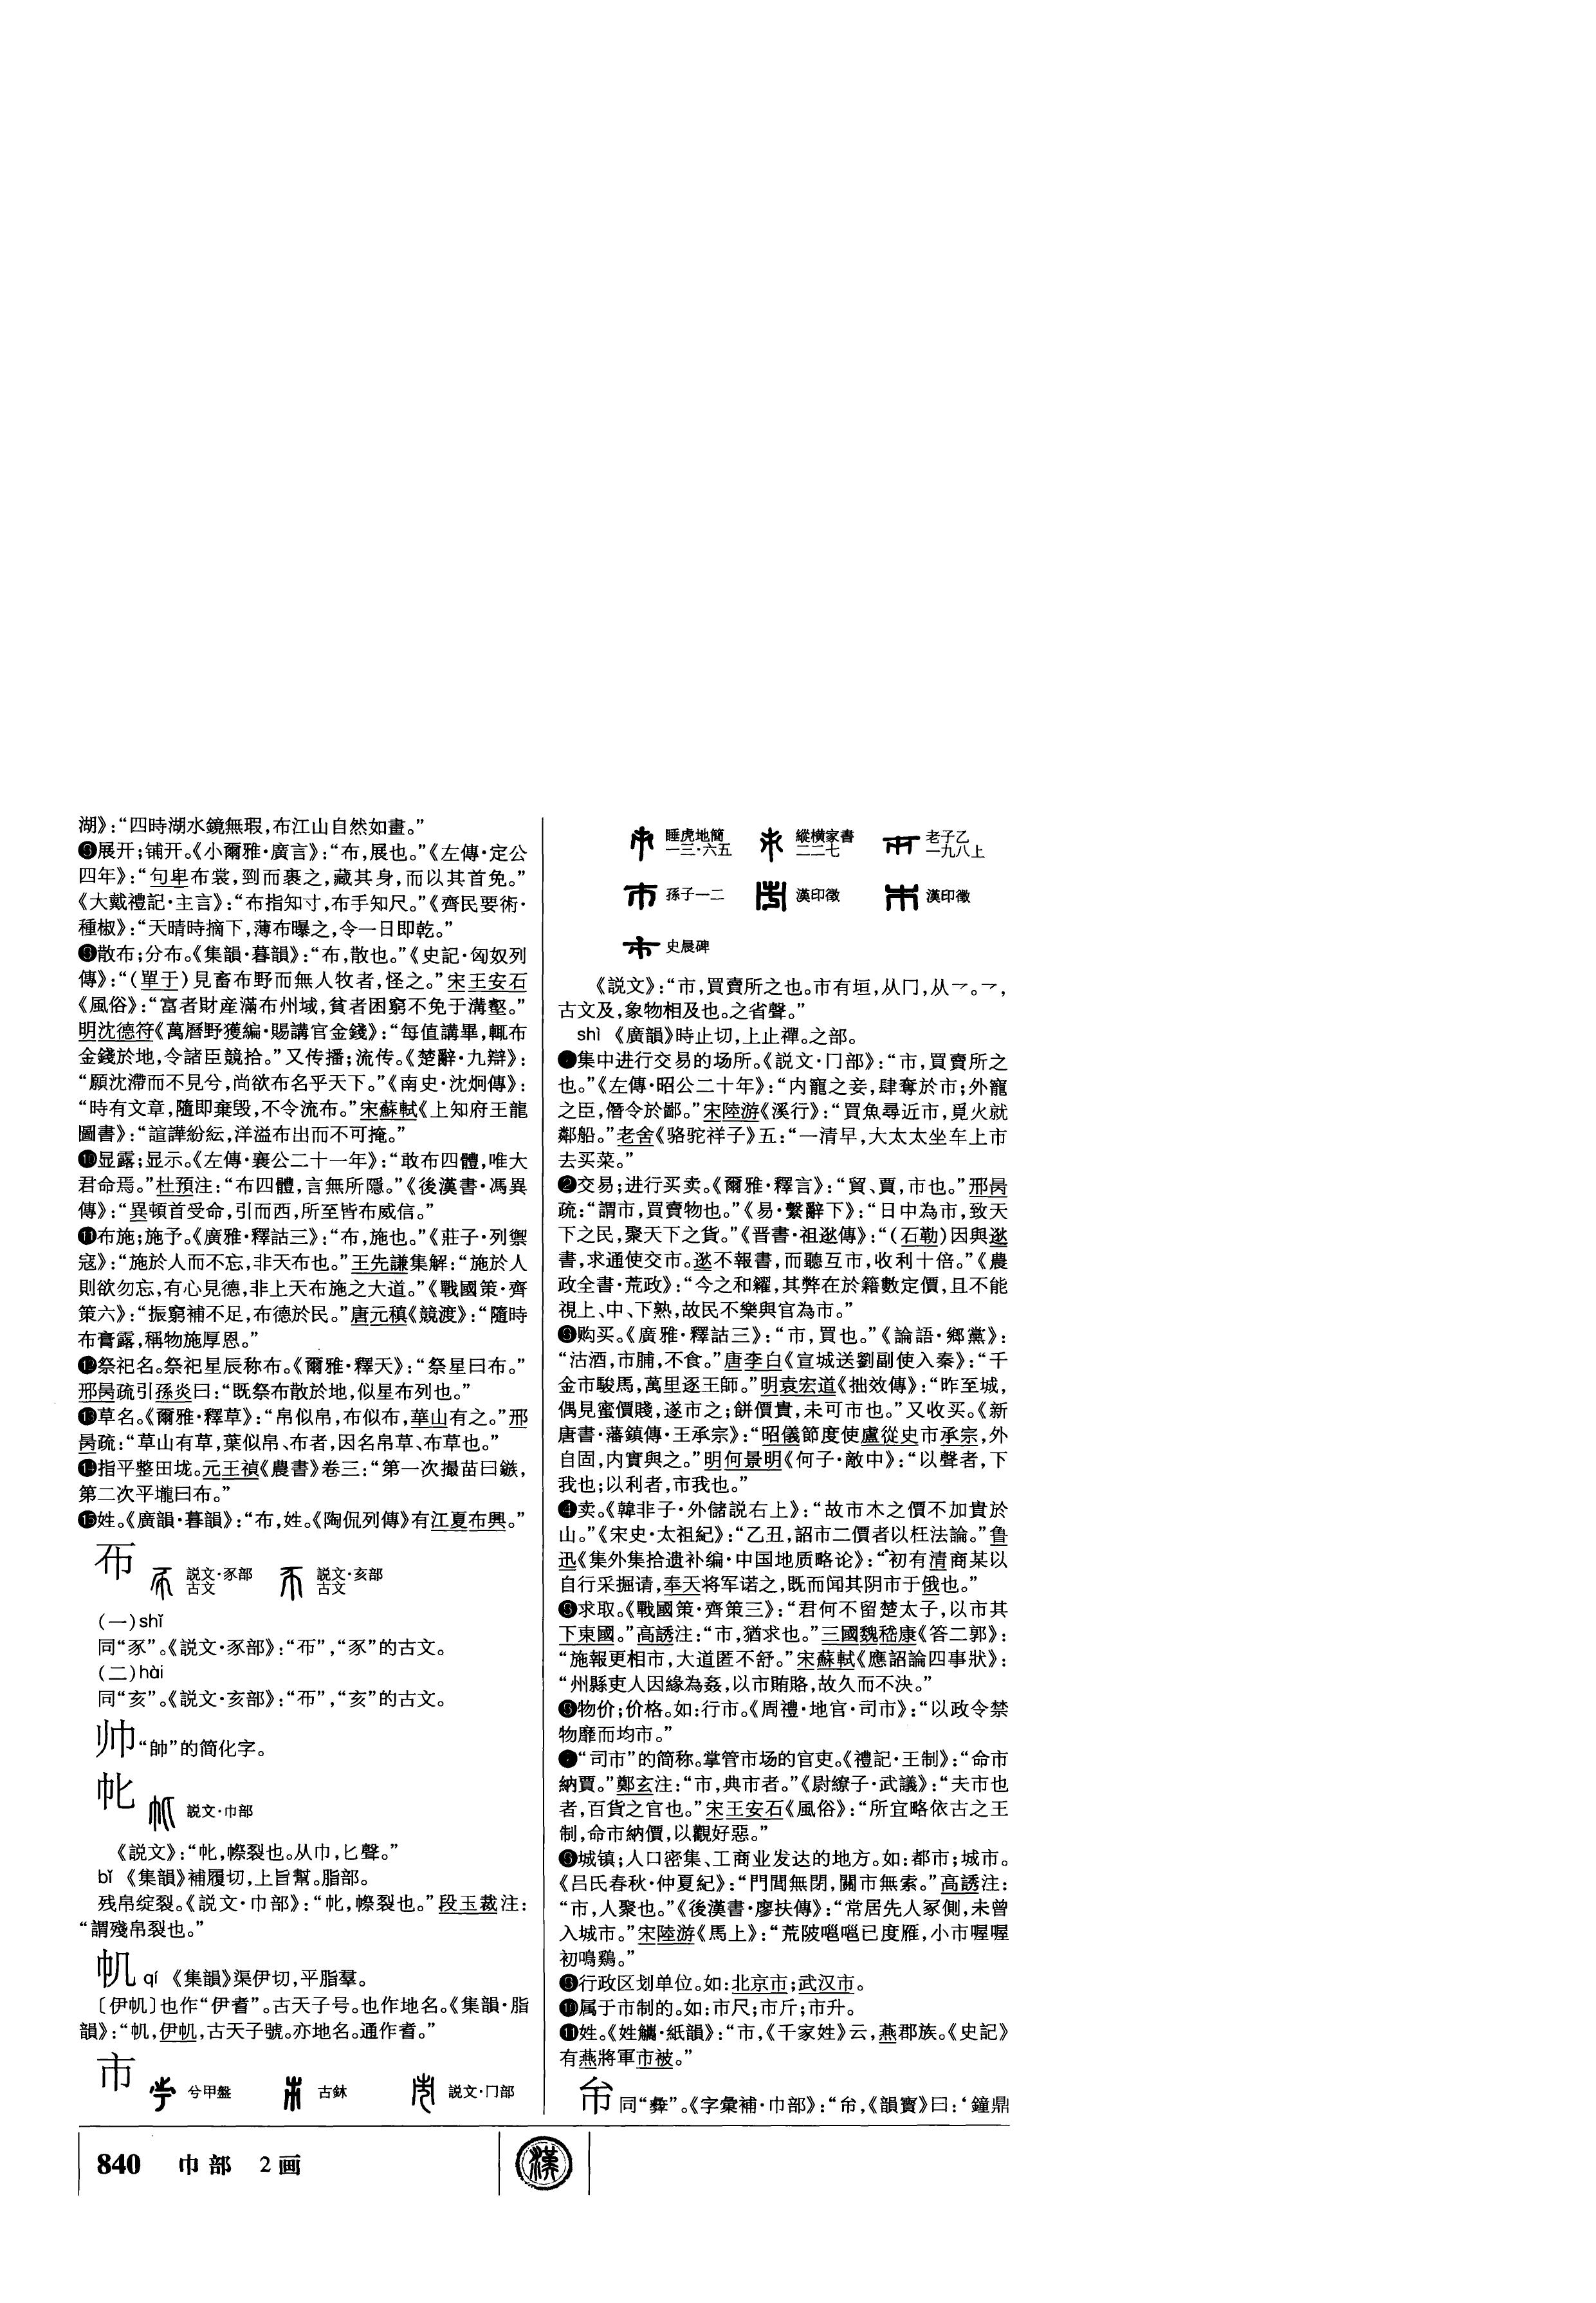 湖》：“四時湖水鏡無瑕，布江山自然如畫。”
❽展开；铺开。《小爾雅·廣言》：“布，展也。”《左傳·定公
四年》：“句卑布裳，剄而裹之，藏其身，而以其首免。”
《大戴禮記·主言》：“布指知寸，布手知尺。”《齊民要術·
種椒》：“天晴時摘下，薄布曝之，令一日即乾。”
❾散布；分布。《集韻·暮韻》：“布，散也。”《史記·匈奴列
傳》：“（單于）見畜布野而無人牧者，怪之。”宋王安石
《風俗》：“富者財産滿布州域，貧者困窮不免于溝壑。”
明沈德符《萬曆野獲編·賜講官金錢》：“每值講畢，輒布
金錢於地，令諸臣競拾。”又传播；流传。《楚辭·九辯》：
“願沈滯而不見兮，尚欲布名乎天下。”《南史·沈炯傳》：
“時有文章，隨即棄毁，不令流布。”宋蘇軾《上知府王龍
圖書》：“諠譁紛紜，洋溢布出而不可掩。”
❿显露；显示。《左傳·襄公二十一年》：“敢布四體，唯大
君命焉。”杜預注：“布四體，言無所隱。”《後漢書·馮異
傳》：“異頓首受命，引而西，所至皆布威信。”
⓫布施；施予。《廣雅·釋詁三》：“布，施也。”《莊子·列禦
寇》：“施於人而不忘，非天布也。”王先謙集解：“施於人
則欲勿忘，有心見德，非上天布施之大道。”《戰國策·齊
策六》：“振窮補不足，布德於民。”唐元稹《競渡》：“隨時
布膏露，稱物施厚恩。”
⓬祭祀名。祭祀星辰称布。《爾雅·釋天》：“祭星曰布。”
邢昺疏引孫炎曰：“既祭布散於地，似星布列也。”
⓭草名。《爾雅·釋草》：“帛似帛，布似布，華山有之。”邢
昺疏：“草山有草，葉似帛、布者，因名帛草、布草也。”
⓮指平整田垅。元王禎《農書》卷三：“第一次撮苗曰鏃，
第二次平壠曰布。”
⓯姓。《廣韻·暮韻》：“布，姓。《陶侃列傳》有江夏布興。”
帀 説文·豕部古文 説文·亥部古文
（一）shǐ
同“豕”。《説文·豕部》：“帀”，“豕”的古文。
（二）hài
同“亥”。《説文·亥部》：“帀”，“亥”的古文。
帅“帥”的简化字。
㠲 説文·巾部
《説文》：“㠲，幓裂也。从巾，匕聲。”
bǐ 《集韻》補履切，上旨幫。脂部。
残帛绽裂。《説文·巾部》：“㠲，幓裂也。”段玉裁注：
“謂殘帛裂也。”
帆 qí 《集韻》渠伊切，平脂羣。
〔伊帆〕也作“伊耆”。古天子号。也作地名。《集韻·脂
韻》：“帆，伊帆，古天子號。亦地名。通作耆。”
市 兮甲盤 古鉢 説文·冂部
睡虎地簡一三·六五 縱横家書二二七 老子乙一九八上
孫子一二 漢印徵 漢印徵
史晨碑
《説文》：“市，買賣所之也。市有垣，从冂，从乛。乛，
古文及，象物相及也。之省聲。”
shì 《廣韻》時止切，上止禪。之部。
❶集中进行交易的场所。《説文·冂部》：“市，買賣所之
也。”《左傳·昭公二十年》：“内寵之妾，肆奪於市；外寵
之臣，僭令於鄙。”宋陸游《溪行》：“買魚尋近市，覓火就
鄰船。”老舍《骆驼祥子》五：“一清早，大太太坐车上市
去买菜。”
❷交易；进行买卖。《爾雅·釋言》：“貿、賈，市也。”邢昺
疏：“謂市，買賣物也。”《易·繫辭下》：“日中為市，致天
下之民，聚天下之貨。”《晋書·祖逖傳》：“（石勒）因與逖
書，求通使交市。逖不報書，而聽互市，收利十倍。”《農
政全書·荒政》：“今之和糴，其弊在於籍數定價，且不能
視上、中、下熟，故民不樂與官為市。”
❸购买。《廣雅·釋詁三》：“市，買也。”《論語·鄉黨》：
“沽酒，市脯，不食。”唐李白《宣城送劉副使入秦》：“千
金市駿馬，萬里逐王師。”明袁宏道《拙效傳》：“昨至城，
偶見蜜價賤，遂市之；餅價貴，未可市也。”又收买。《新
唐書·藩鎮傳·王承宗》：“昭儀節度使盧從史市承宗，外
自固，内實與之。”明何景明《何子·敵中》：“以聲者，下
我也；以利者，市我也。”
❹卖。《韓非子·外儲説右上》：“故市木之價不加貴於
山。”《宋史·太祖紀》：“乙丑，詔市二價者以枉法論。”鲁
迅《集外集拾遗补编·中国地质略论》：“初有清商某以
自行采掘请，奉天将军诺之，既而闻其阴市于俄也。”
❺求取。《戰國策·齊策三》：“君何不留楚太子，以市其
下東國。”高誘注：“市，猶求也。”三國魏嵇康《答二郭》：
“施報更相市，大道匿不舒。”宋蘇軾《應詔論四事狀》：
“州縣吏人因緣為姦，以市賄賂，故久而不決。”
❻物价；价格。如：行市。《周禮·地官·司市》：“以政令禁
物靡而均市。”
❼“司市”的简称。掌管市场的官吏。《禮記·王制》：“命市
納賈。”鄭玄注：“市，典市者。”《尉繚子·武議》：“夫市也
者，百貨之官也。”宋王安石《風俗》：“所宜略依古之王
制，命市納價，以觀好惡。”
❽城镇；人口密集、工商业发达的地方。如：都市；城市。
《吕氏春秋·仲夏紀》：“門閭無閉，關市無索。”高誘注：
“市，人聚也。”《後漢書·廖扶傳》：“常居先人冢側，未曾
入城市。”宋陸游《馬上》：“荒陂嗈嗈已度雁，小市喔喔
初鳴鷄。”
❾行政区划单位。如：北京市；武汉市。
❿属于市制的。如：市尺；市斤；市升。
⓫姓。《姓觿·紙韻》：“市，《千家姓》云，燕郡族。《史記》
有燕將軍市被。”
㠯 同“彝”。《字彙補·巾部》：“《韻寶》曰：‘鐘鼎
840 巾部 2画
漢